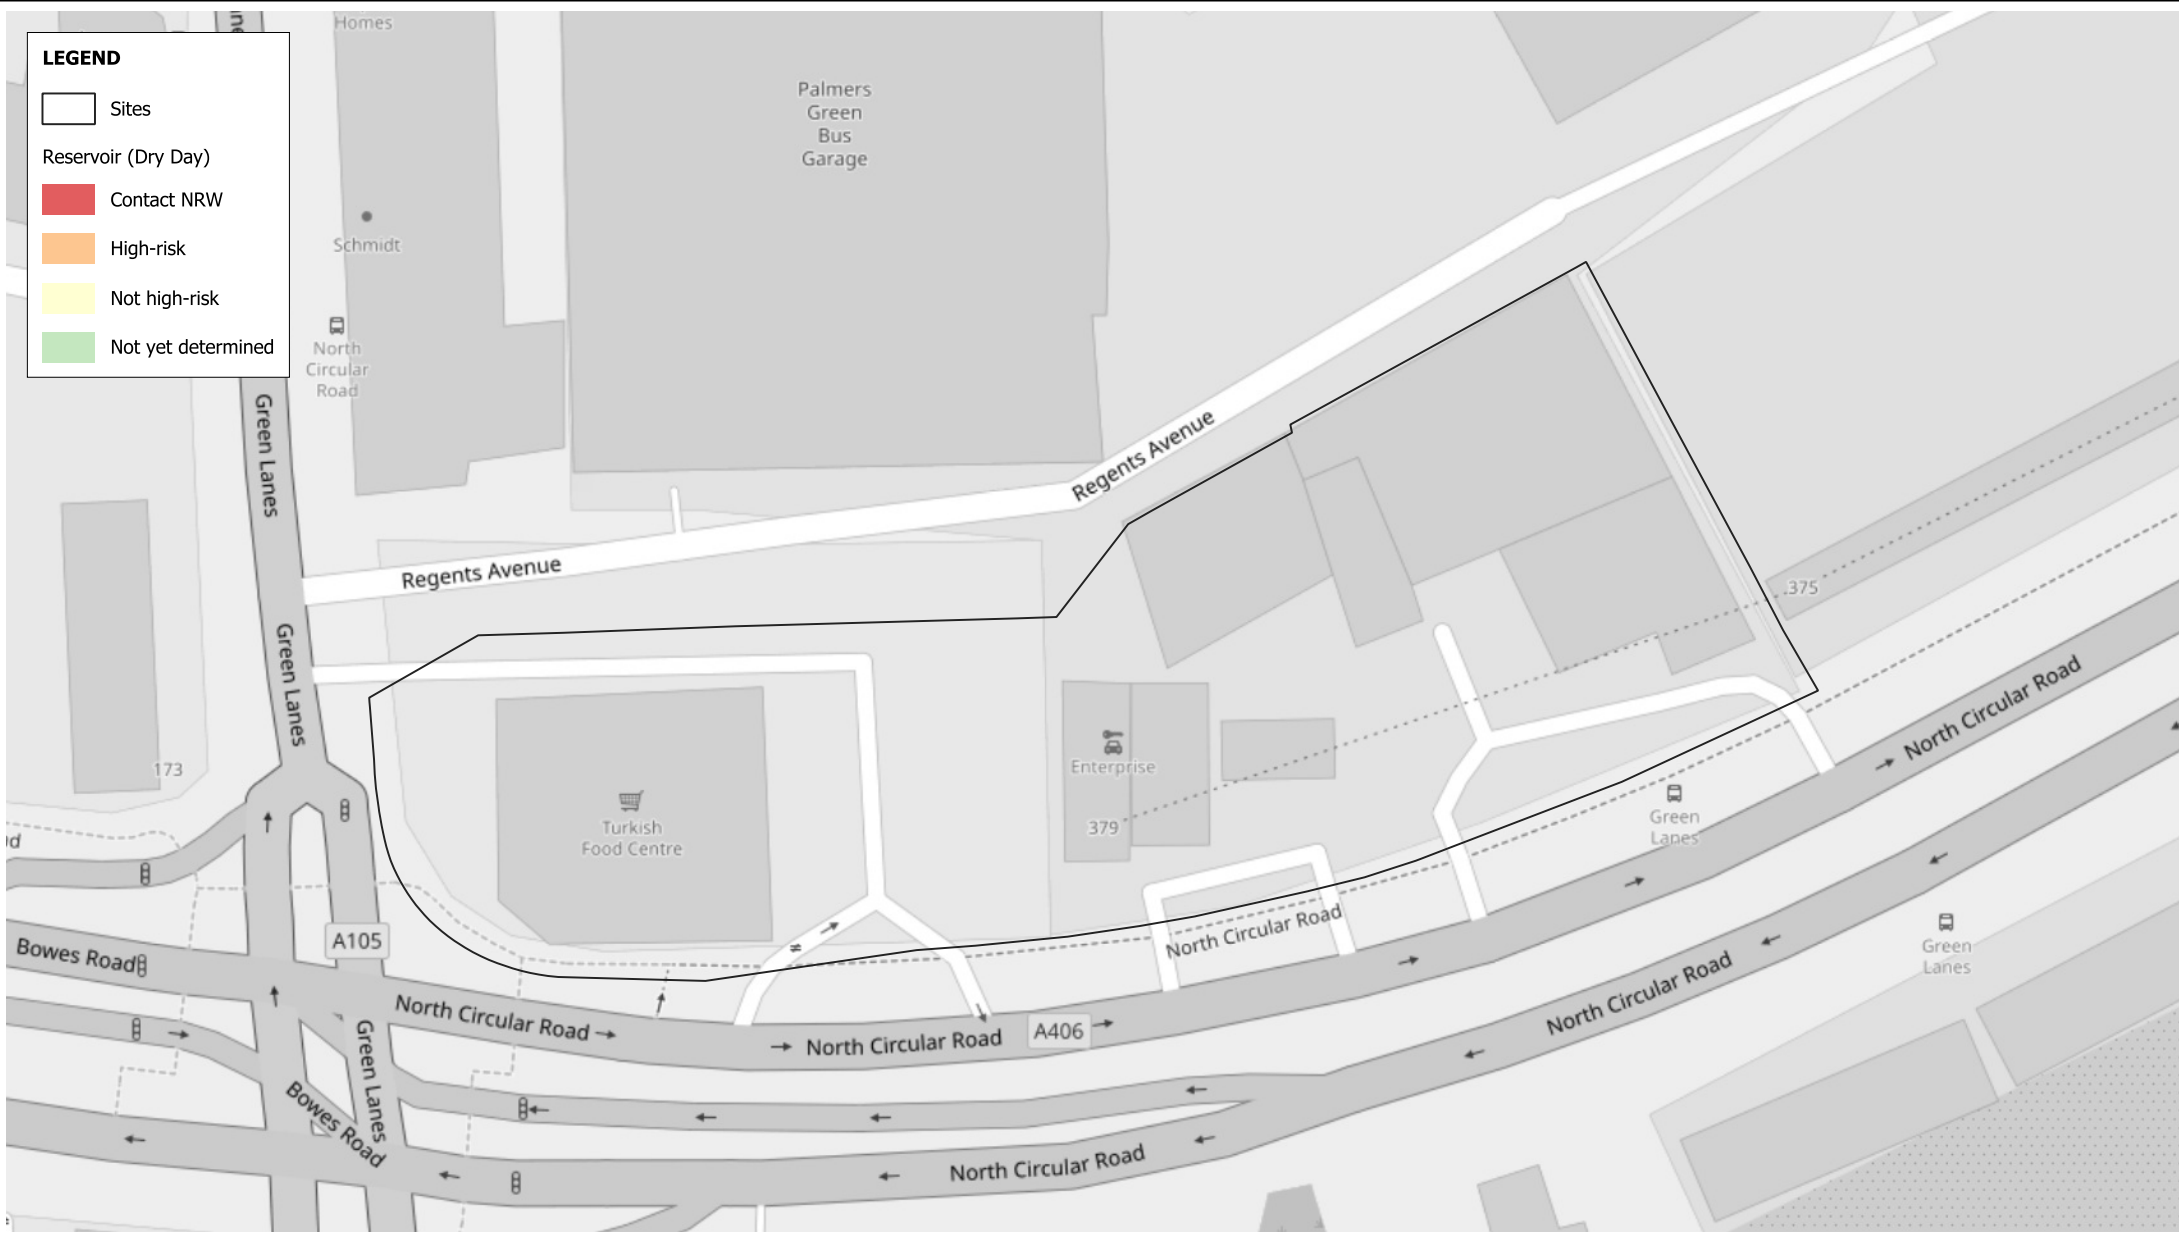 LEGEND
Sites
Reservoir (Dry Day)
Contact NRW
High-risk
Not high-risk
Not yet determined
Homes
Palmers
Green
Bus
Garage
Schmidt
North
Circular
Road
Green Lanes
Regents Avenue
Regents Avenue
Green Lanes
375
173
Enterprise
379
Turkish
Food Centre
Green
Lanes
North Circular Road
North Circular Road
A105
Bowes Road
North Circular Road
North Circular Road
A406
Green
Lanes
North Circular Road
Green Lanes
Bowes Road
North Circular Road